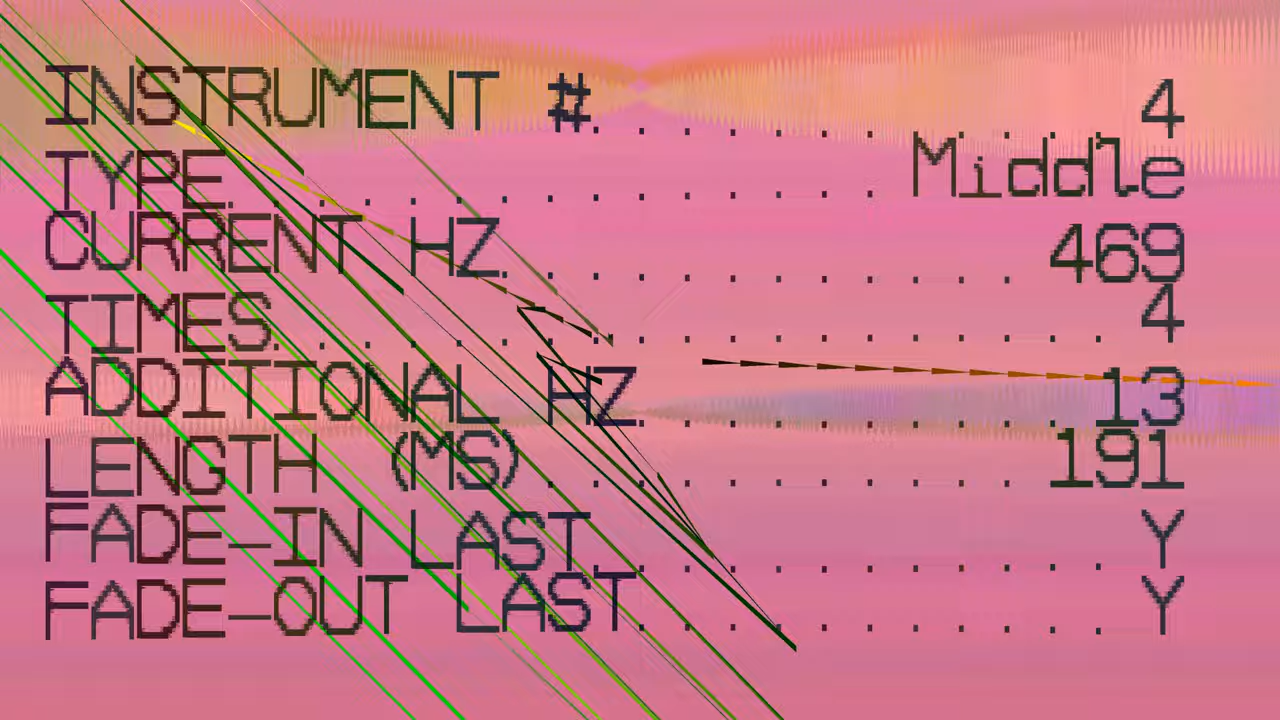 INSTRUMENT #. . . . . . . . . . . . 4
TYPE. . . . . . . . . . . . . . . Middle
CURRENT HZ. . . . . . . . . . . . 469
TIMES. . . . . . . . . . . . . . . . . . . 4
ADDITIONAL HZ. . . . . . . . . . 13
LENGTH (MS). . . . . . . . . . . 191
FADE-IN LAST. . . . . . . . . . . Y
FADE-OUT LAST. . . . . . . . . . . Y